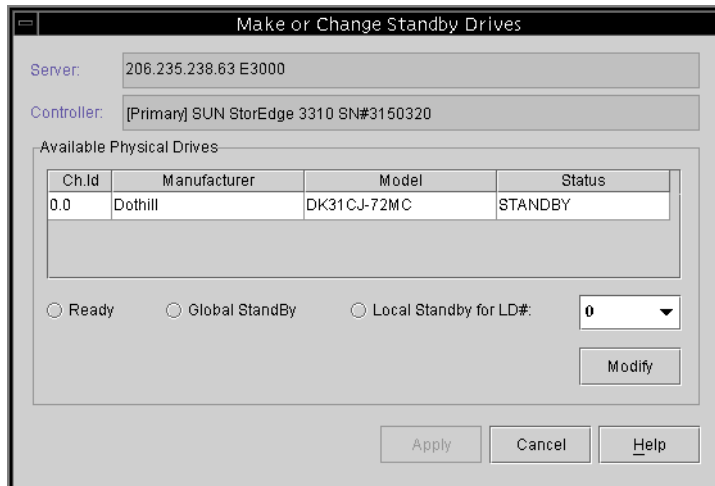 Make or Change Standby Drives
Server: 206.235.238.63 E3000
Controller: [Primary] SUN StorEdge 3310 SN#3150320
Available Physical Drives
Ch.Id Manufacturer Model Status
0.0 Dothill DK31CJ-72MC STANDBY
Ready Global StandBy Local Standby for LD#: 0
Modify
Apply Cancel Help